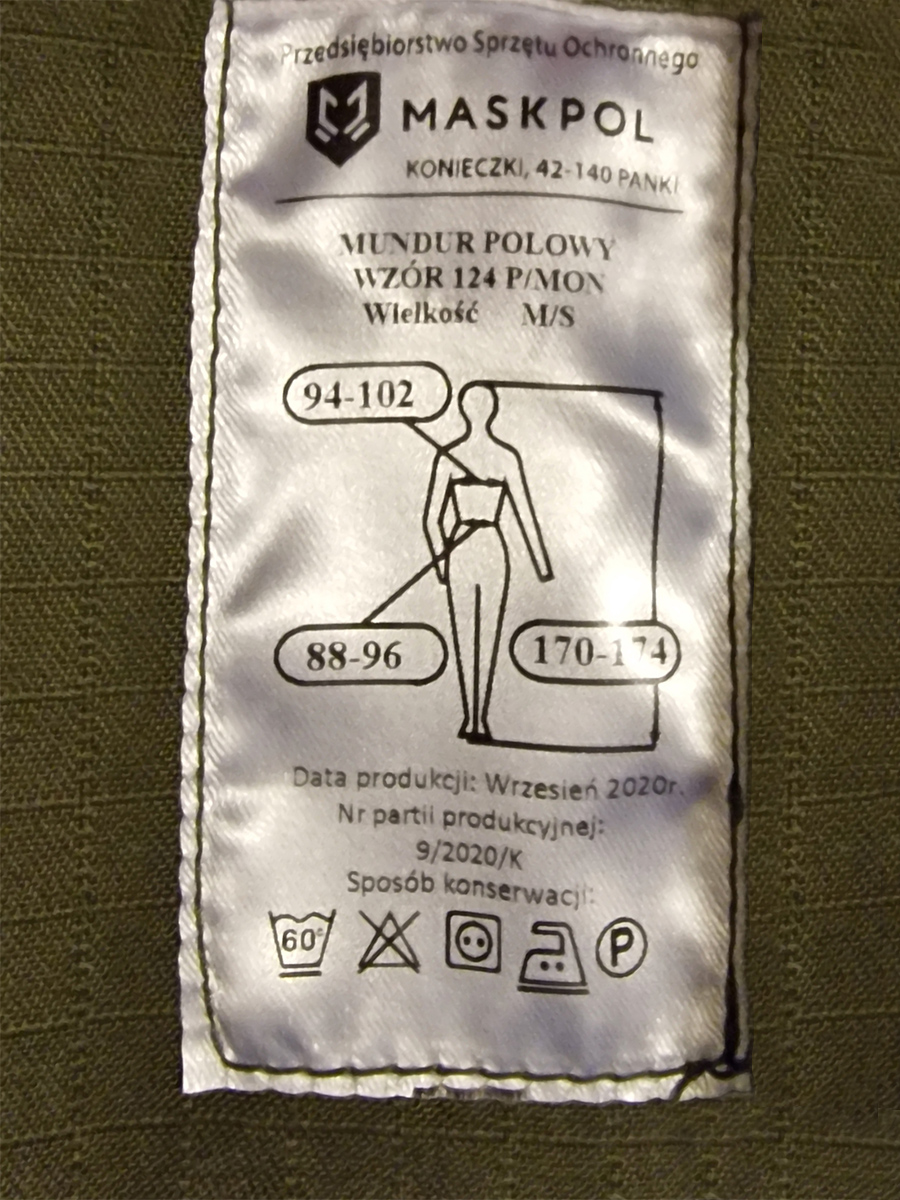 Przedsiębiorstwo Sprzętu Ochronnego
MASKPOL
KONIECZKI, 42-140 PANKI
MUNDUR POLOWY
WZÓR 124 P/MON
Wielkość M/S
94-102
88-96
170-174
Data produkcji: Wrzesień 2020r.
Nr partii produkcyjnej:
9/2020/K
Sposób konserwacji:
60°
P